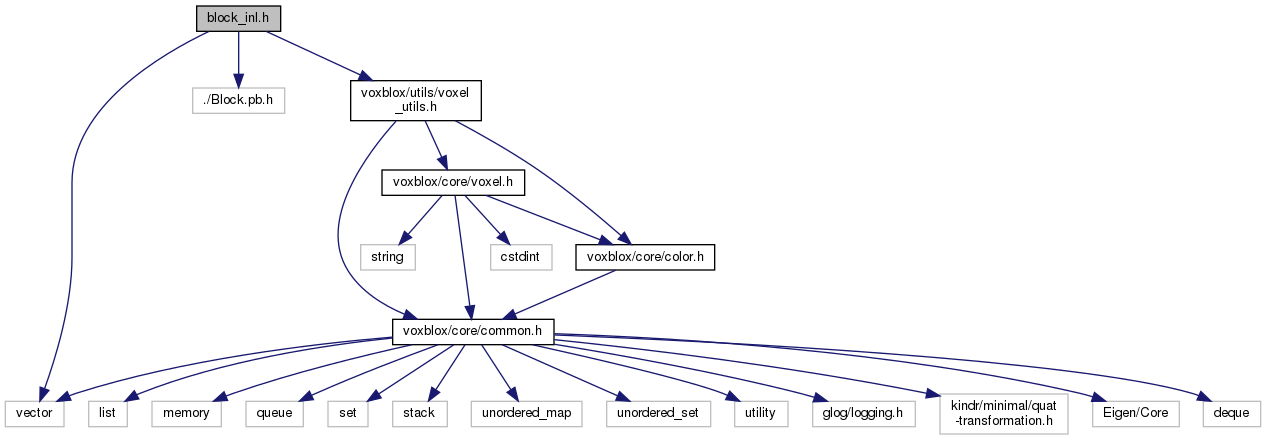 block_inl.h
./Block.pb.h
voxblox/utils/voxel
_utils.h
voxblox/core/voxel.h
string
cstdint
voxblox/core/color.h
voxblox/core/common.h
vector
list
memory
queue
set
stack
unordered_map
unordered_set
utility
glog/logging.h
kindr/minimal/quat
-transformation.h
Eigen/Core
deque